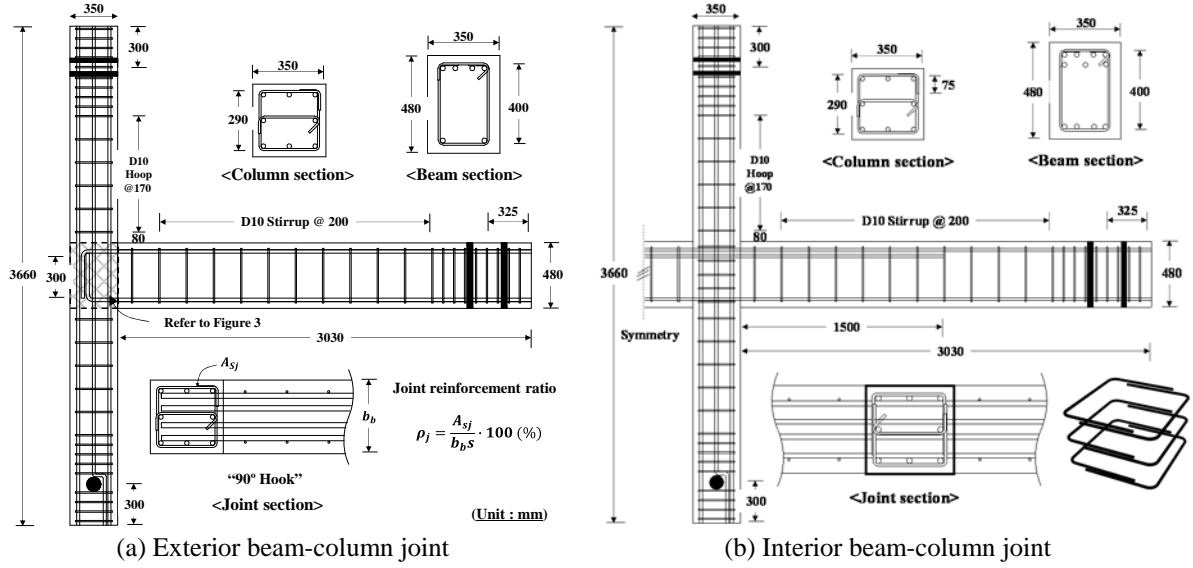 350
300
350
290
<Column section>
350
480
400
<Beam section>
D10
Hoop
@170
D10 Stirrup @ 200
325
80
3660
300
480
Refer to Figure 3
3030
A_Sj
b_b
Joint reinforcement ratio
ρ_j = A_sj / b_b s · 100 (%)
“90° Hook”
<Joint section>
300
(Unit : mm)
(a) Exterior beam-column joint
350
300
350
75
290
<Column section>
350
480
400
<Beam section>
D10
Hoop
@170
D10 Stirrup @ 200
325
80
3660
480
Symmetry
1500
3030
<Joint section>
300
(b) Interior beam-column joint